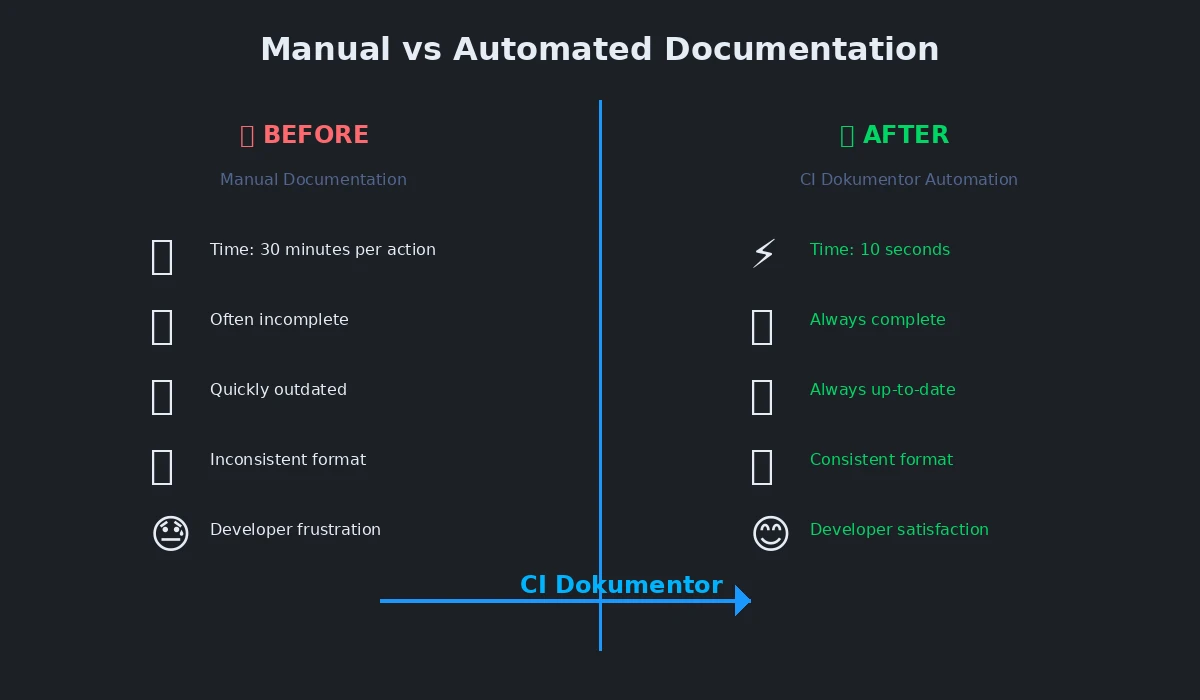 Manual vs Automated Documentation
BEFORE
Manual Documentation
Time: 30 minutes per action
Often incomplete
Quickly outdated
Inconsistent format
Developer frustration
AFTER
CI Dokumentor Automation
⚡ Time: 10 seconds
Always complete
Always up-to-date
Consistent format
Developer satisfaction
CI Dokumentor